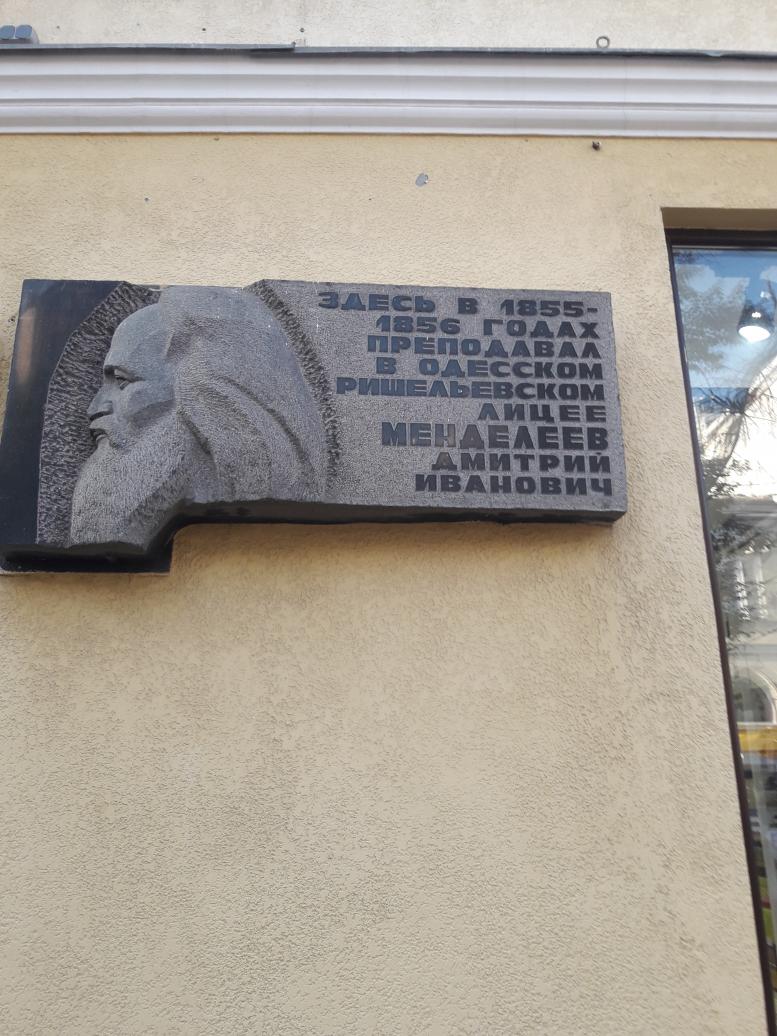 ЗДЕСЬ В 1855-
1856 ГОДАХ
ПРЕПОДАВАЛ
В ОДЕССКОМ
РИШЕЛЬЕВСКОМ
ЛИЦЕЕ
МЕНДЕЛЕЕВ
ДМИТРИЙ
ИВАНОВИЧ